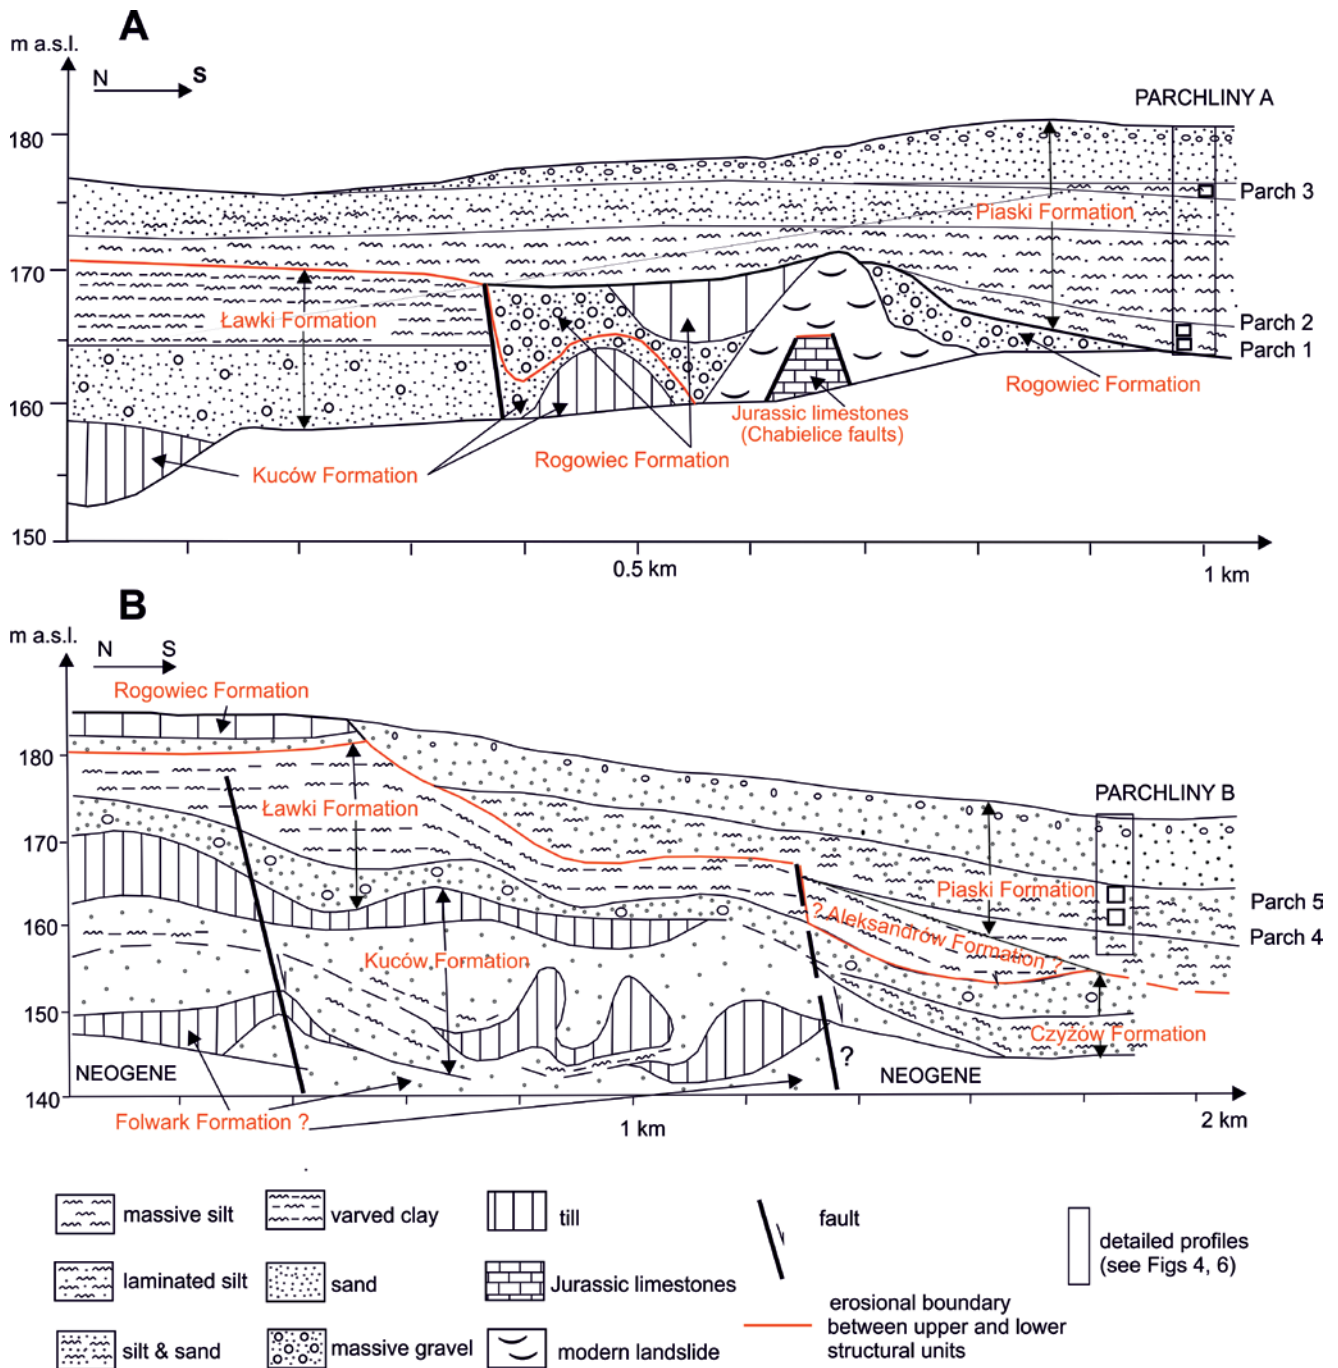 A
m a.s.l.
N
S
PARCHLINY A
180
Parch 3
Piaski Formation
170
Ławki Formation
Parch 2
Parch 1
Rogowiec Formation
160
Jurassic limestones
(Chabielice faults)
Rogowiec Formation
Kuców Formation
150
0.5 km
1 km
B
m a.s.l.
N
S
Rogowiec Formation
180
PARCHLINY B
Ławki Formation
170
Piaski Formation
Parch 5
? Aleksandrów Formation ?
160
Parch 4
Kuców Formation
150
Czyżów Formation
?
NEOGENE
NEOGENE
140
Folwark Formation ?
1 km
2 km
massive silt
varved clay
till
fault
detailed profiles
(see Figs 4, 6)
laminated silt
sand
Jurassic limestones
erosional boundary
between upper and lower
structural units
silt & sand
massive gravel
modern landslide